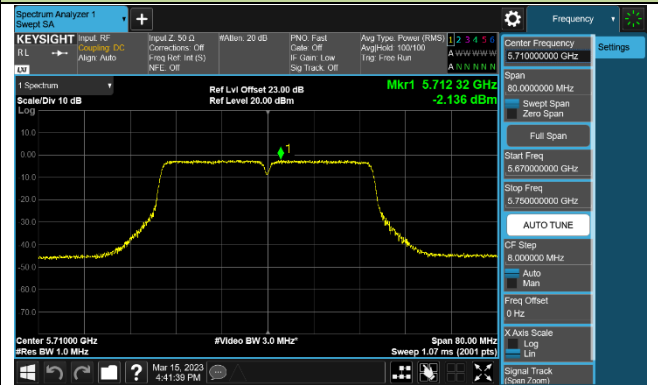 Spectrum Analyzer 1
Swept SA
Frequency
KEYSIGHT
RL
Input: RF
Coupling: DC
Align: Auto
Input Z: 50 Ω
Corrections: Off
Freq Ref: Int (S)
NFE: Off
#Atten: 20 dB
PNO: Fast
Gate: Off
IF Gain: Low
Sig Track: Off
Avg Type: Power (RMS)
Avg|Hold: 100/100
Trig: Free Run
1 2 3 4 5 6
A W W W W W
A N N N N N
1 Spectrum
Scale/Div 10 dB
Ref Lvl Offset 23.00 dB
Ref Level 20.00 dBm
Mkr1 5.712 32 GHz
-2.136 dBm
Log
10.0
0.00
-10.0
-20.0
-30.0
-40.0
-50.0
-60.0
-70.0
1
Center 5.71000 GHz
#Res BW 1.0 MHz
#Video BW 3.0 MHz*
Span 80.00 MHz
Sweep 1.07 ms (2001 pts)
Mar 15, 2023
4:41:39 PM
Center Frequency
5.710000000 GHz
Settings
Span
80.0000000 MHz
Swept Span
Zero Span
Full Span
Start Freq
5.670000000 GHz
Stop Freq
5.750000000 GHz
AUTO TUNE
CF Step
8.000000 MHz
Auto
Man
Freq Offset
0 Hz
X Axis Scale
Log
Lin
Signal Track
(Span Zoom)